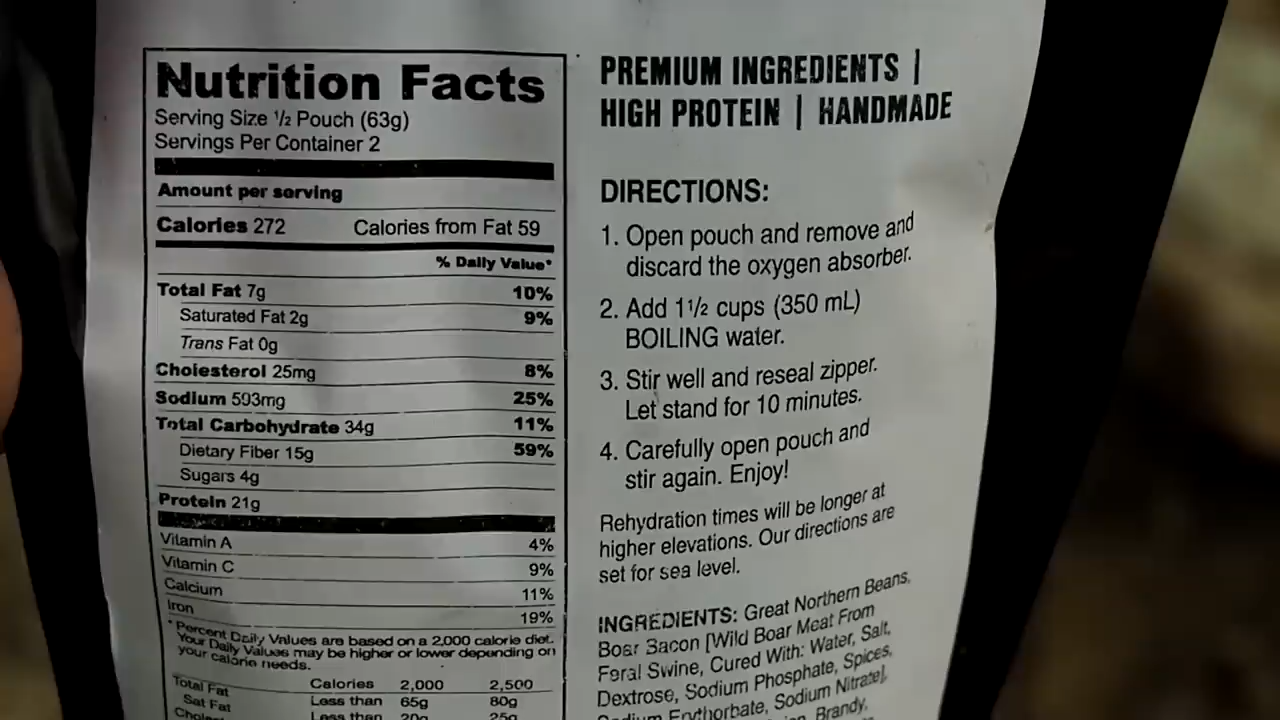 Nutrition Facts
Serving Size 1/2 Pouch (63g)
Servings Per Container 2
Amount per serving
Calories 272 Calories from Fat 59
% Daily Value*
Total Fat 7g 10%
Saturated Fat 2g 9%
Trans Fat 0g
Cholesterol 25mg 8%
Sodium 593mg 25%
Total Carbohydrate 34g 11%
Dietary Fiber 15g 59%
Sugars 4g
Protein 21g
Vitamin A 4%
Vitamin C 9%
Calcium 11%
Iron 19%
*Percent Daily Values are based on a 2,000 calorie diet.
Your Daily Values may be higher or lower depending on
your calorie needs.
Calories 2,000 2,500
Total Fat Less than 65g 80g
Sat Fat Less than 20g 25g
PREMIUM INGREDIENTS |
HIGH PROTEIN | HANDMADE
DIRECTIONS:
1. Open pouch and remove and
discard the oxygen absorber.
2. Add 1 1/2 cups (350 mL)
BOILING water.
3. Stir well and reseal zipper.
Let stand for 10 minutes.
4. Carefully open pouch and
stir again. Enjoy!
Rehydration times will be longer at
higher elevations. Our directions are
set for sea level.
INGREDIENTS: Great Northern Beans,
Boar Bacon [Wild Boar Meat From
Feral Swine, Cured With: Water, Salt,
Dextrose, Sodium Phosphate, Spices,
Sodium Erythorbate, Sodium Nitrate],
Brandy,